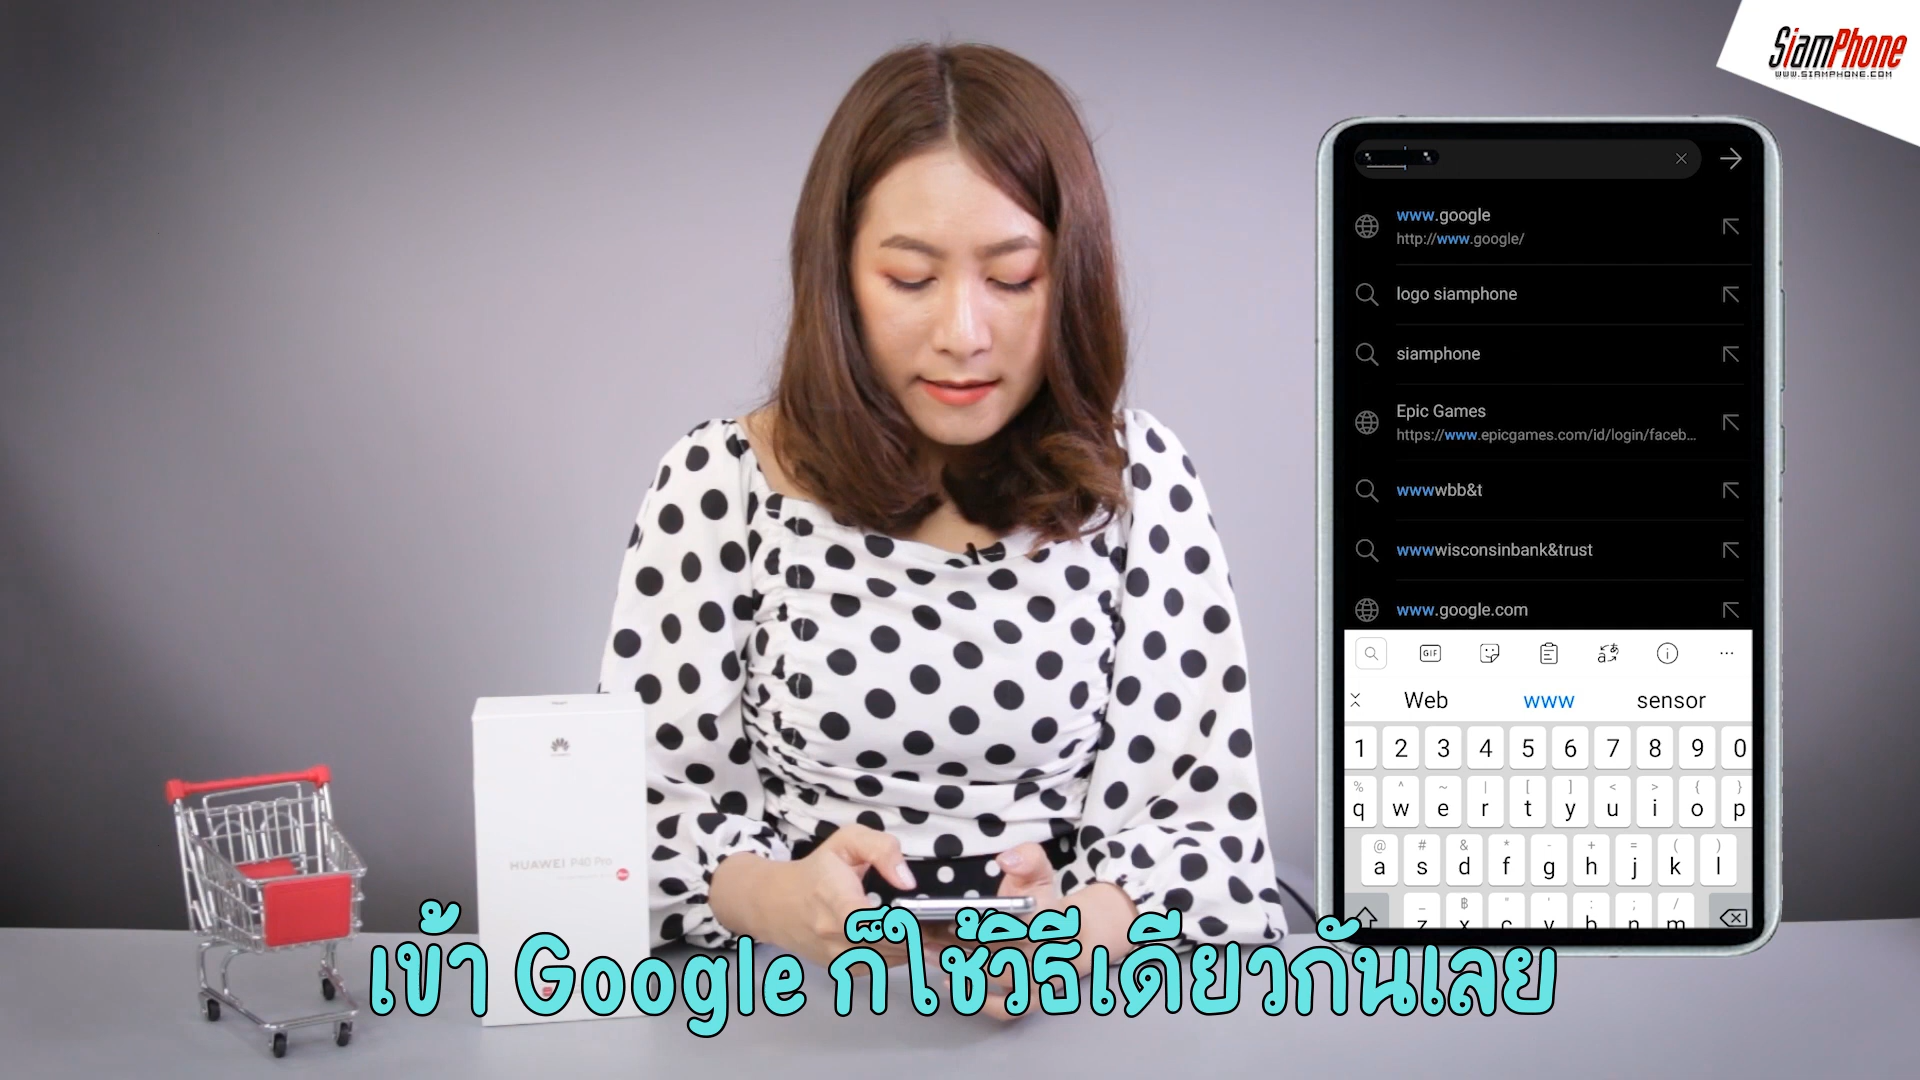 SiamPhone
WWW.SIAMPHONE.COM
www.google
http://www.google/
logo siamphone
siamphone
Epic Games
https://www.epicgames.com/id/login/faceb...
wwwwbb&t
wwwwisconsinbank&trust
www.google.com
GIF
Web www sensor
1 2 3 4 5 6 7 8 9 0
% ^ ~ | [ ] < > { }
q w e r t y u i o p
@ # & * - + = ( )
a s d f g h j k l
_ ฿ " ' : ; /
z x c v b n m
HUAWEI P40 Pro
เข้า Google ก็ใช้วิธีเดียวกันเลย